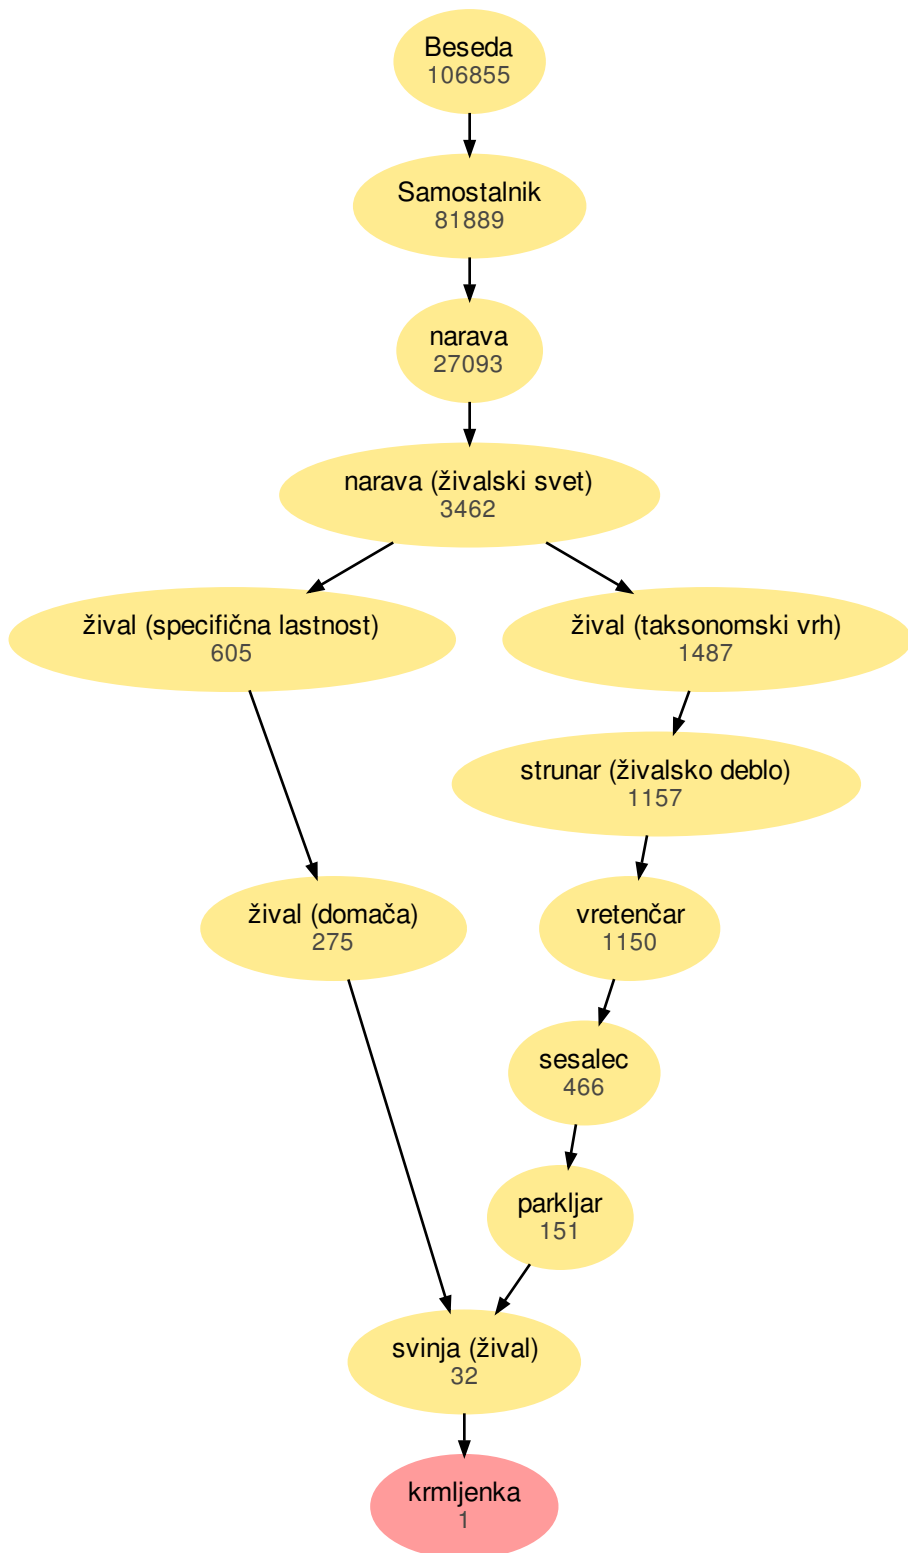 Beseda
106855
Samostalnik
81889
narava
27093
narava (živalski svet)
3462
žival (specifična lastnost)
605
žival (taksonomski vrh)
1487
strunar (živalsko deblo)
1157
žival (domača)
275
vretenčar
1150
sesalec
466
parkljar
151
svinja (žival)
32
krmljenka
1